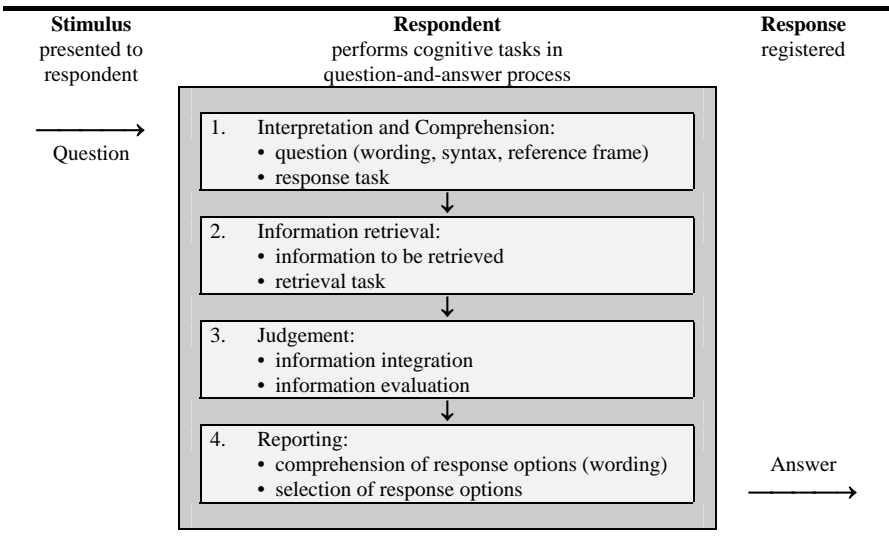 Stimulus
presented to
respondent
Respondent
performs cognitive tasks in
question-and-answer process
Response
registered
Question
1. Interpretation and Comprehension:
• question (wording, syntax, reference frame)
• response task
2. Information retrieval:
• information to be retrieved
• retrieval task
3. Judgement:
• information integration
• information evaluation
4. Reporting:
• comprehension of response options (wording)
• selection of response options
Answer